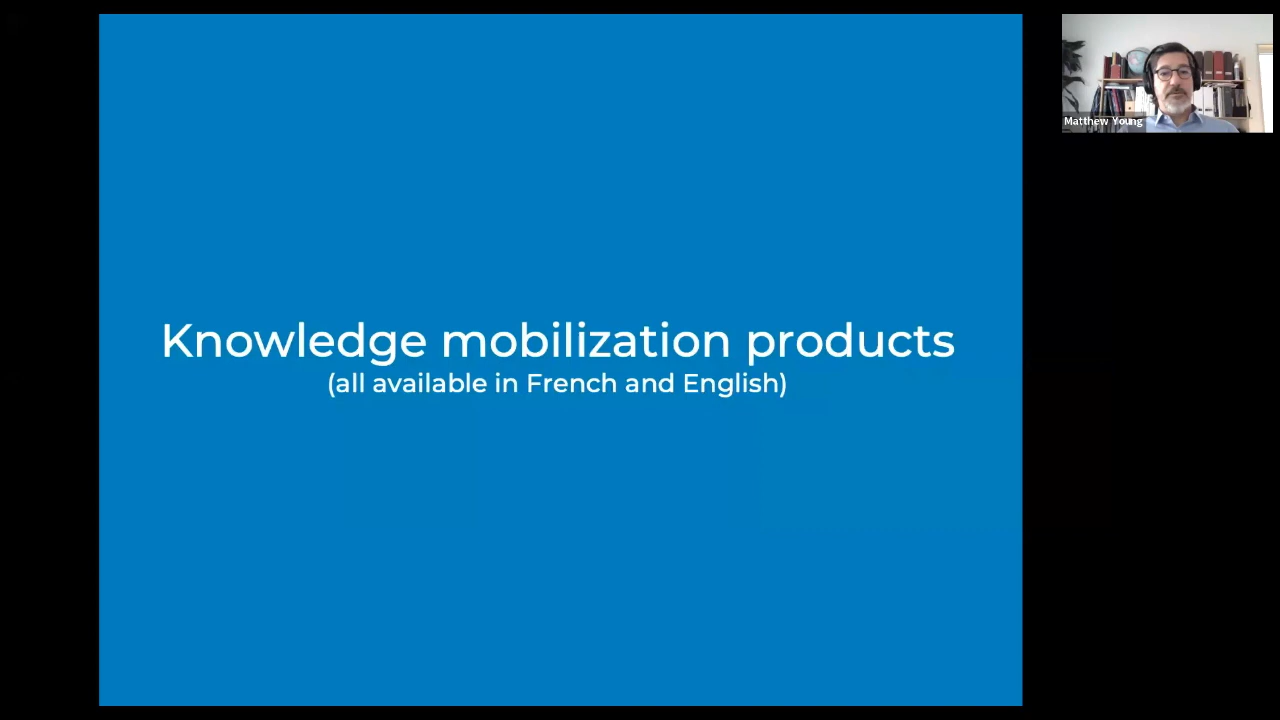 Knowledge mobilization products
(all available in French and English)
Matthew Young